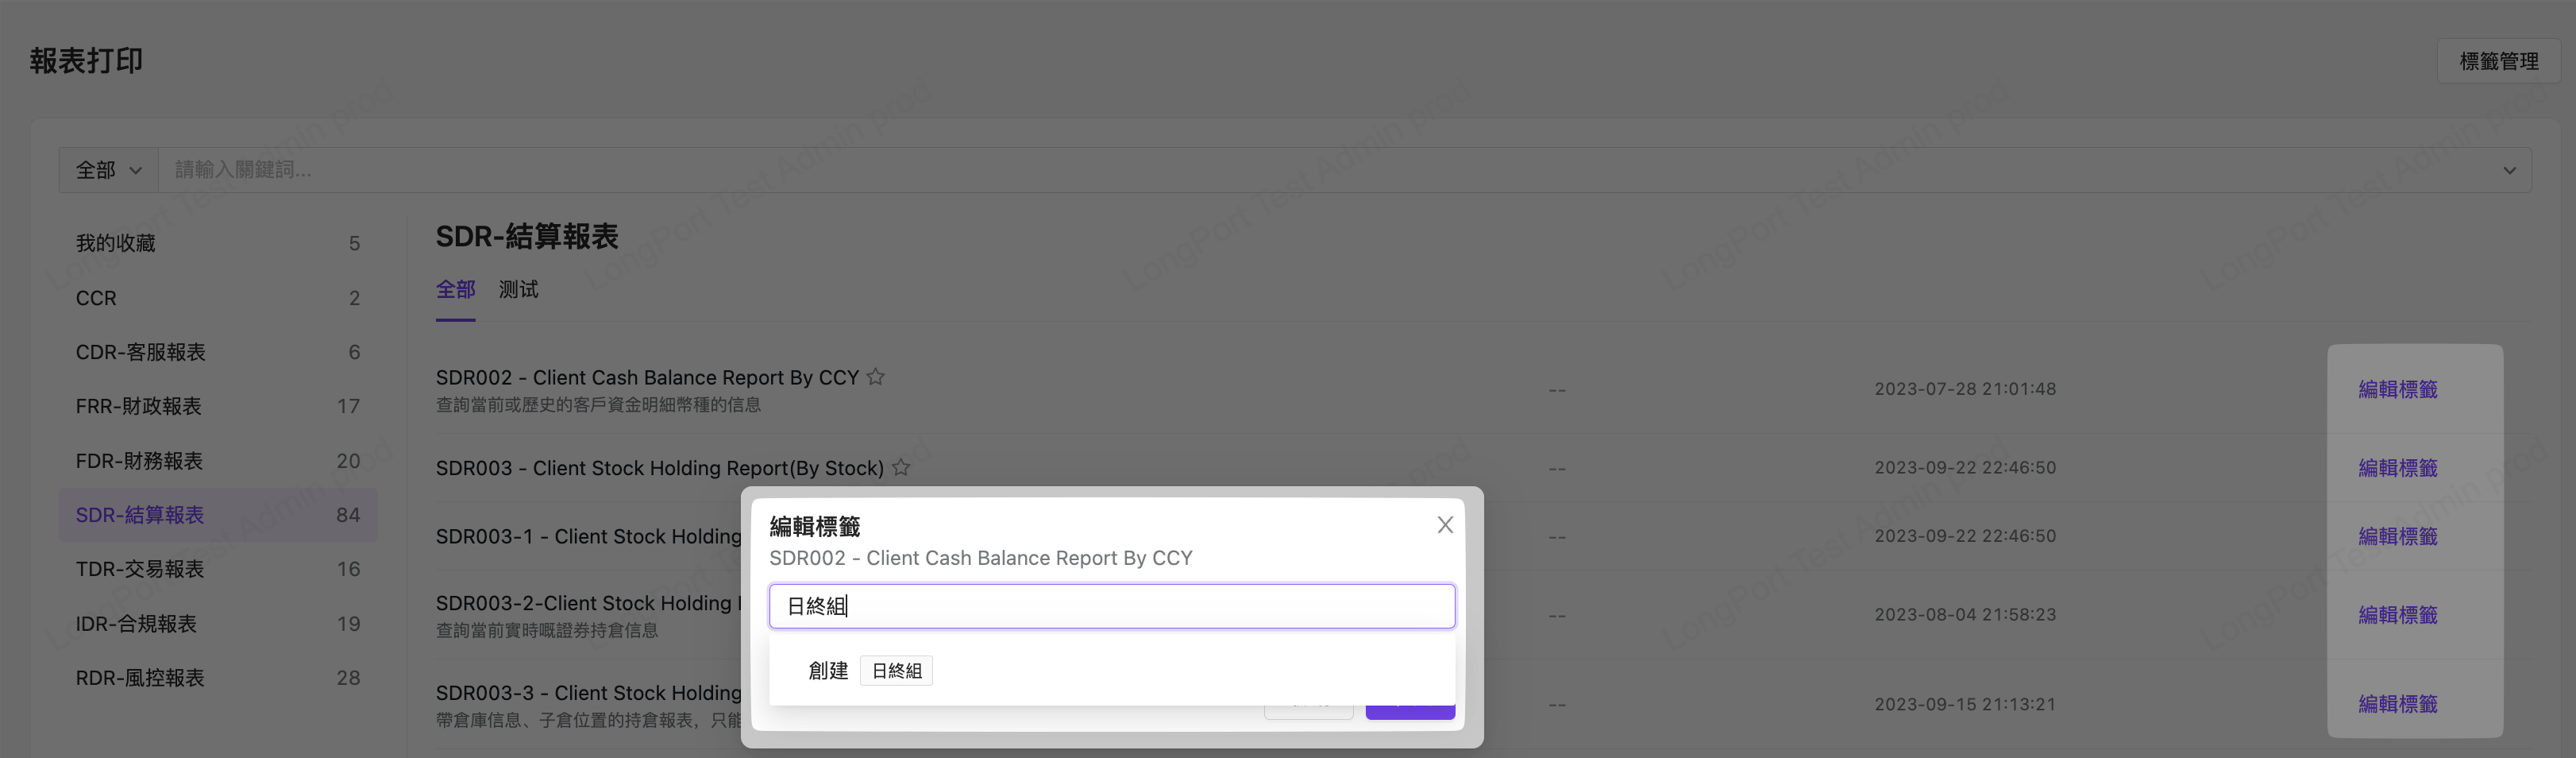 報表打印
標籤管理
全部
請輸入關鍵詞...
我的收藏 5
CCR 2
CDR-客服報表 6
FRR-財政報表 17
FDR-財務報表 20
SDR-結算報表 84
TDR-交易報表 16
IDR-合規報表 19
RDR-風控報表 28
SDR-結算報表
全部 测试
SDR002 - Client Cash Balance Report By CCY
查詢當前或歷史的客戶資金明細幣種的信息
-- 2023-07-28 21:01:48 編輯標籤
SDR003 - Client Stock Holding Report(By Stock)
-- 2023-09-22 22:46:50 編輯標籤
SDR003-1 - Client Stock Holding
-- 2023-09-22 22:46:50 編輯標籤
SDR003-2-Client Stock Holding
查詢當前實時嘅證券持倉信息
-- 2023-08-04 21:58:23 編輯標籤
SDR003-3 - Client Stock Holding
帶倉庫信息、子倉位置的持倉報表，只能
-- 2023-09-15 21:13:21 編輯標籤
編輯標籤
SDR002 - Client Cash Balance Report By CCY
日終組
創建 日終組
LongPort Test Admin prod